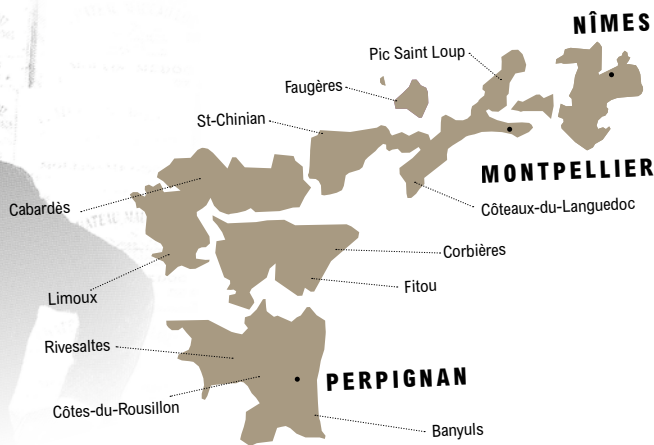 NÎMES
Pic Saint Loup
Faugères
St-Chinian
MONTPELLIER
Cabardès
Côteaux-du-Languedoc
Corbières
Fitou
Limoux
Rivesaltes
PERPIGNAN
Côtes-du-Rousillon
Banyuls